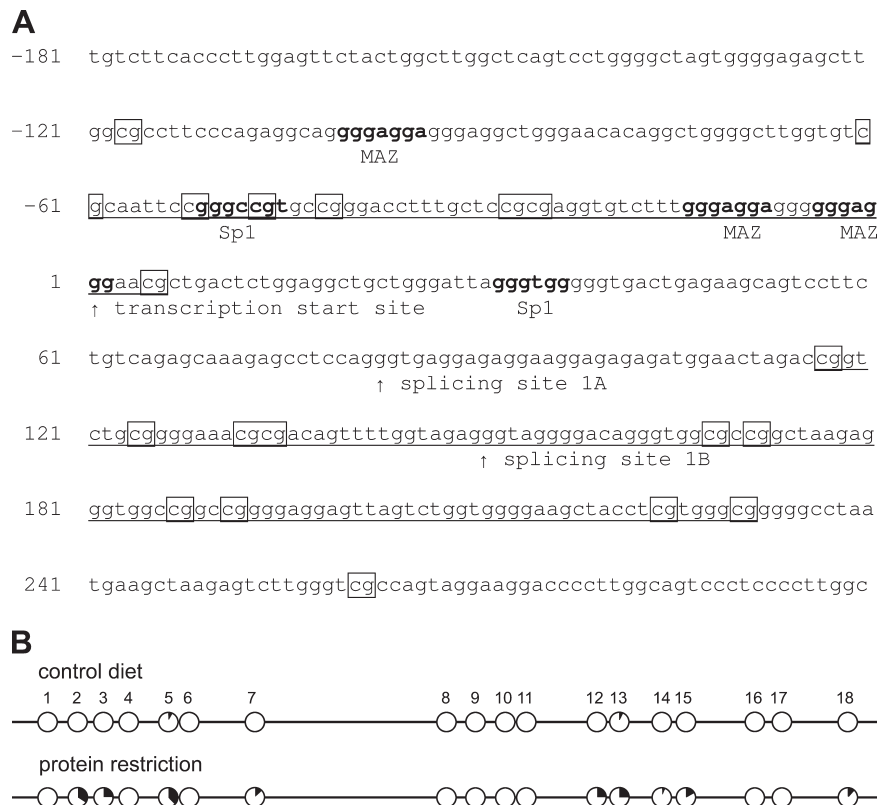 A
−181 tgtcttcacccttggagttctactggcttggctcagtcctggggctagtggggagagctt
−121 ggcgccttcccagaggcaggggaggagggaggctgggaacacaggctggggcttggtgtc
MAZ
−61 gcaattccgggccgtgccgggacctttgctccgcgaggtgtctttgggaggaggggggag
Sp1 MAZ MAZ
1 ggaacgctgactctggaggctgctgggattagggtgggggtgactgagaagcagtccttc
↑ transcription start site Sp1
61 tgtcagagcaaagagcctccagggtgaggagaggaaggagagagatggaactagaccggt
↑ splicing site 1A
121 ctgcggggaaacgcgacagttttggtagagggtaggggacagggtggcgccggctaagag
↑ splicing site 1B
181 ggtggccggccggggaggagttagtctggtggggaagctacctcgtgggcgggggcctaa
241 tgaagctaagagtcttgggtcgccagtaggaaggaccccttggcagtccctccccttggc
B
control diet
1 2 3 4 5 6 7 8 9 10 11 12 13 14 15 16 17 18
protein restriction